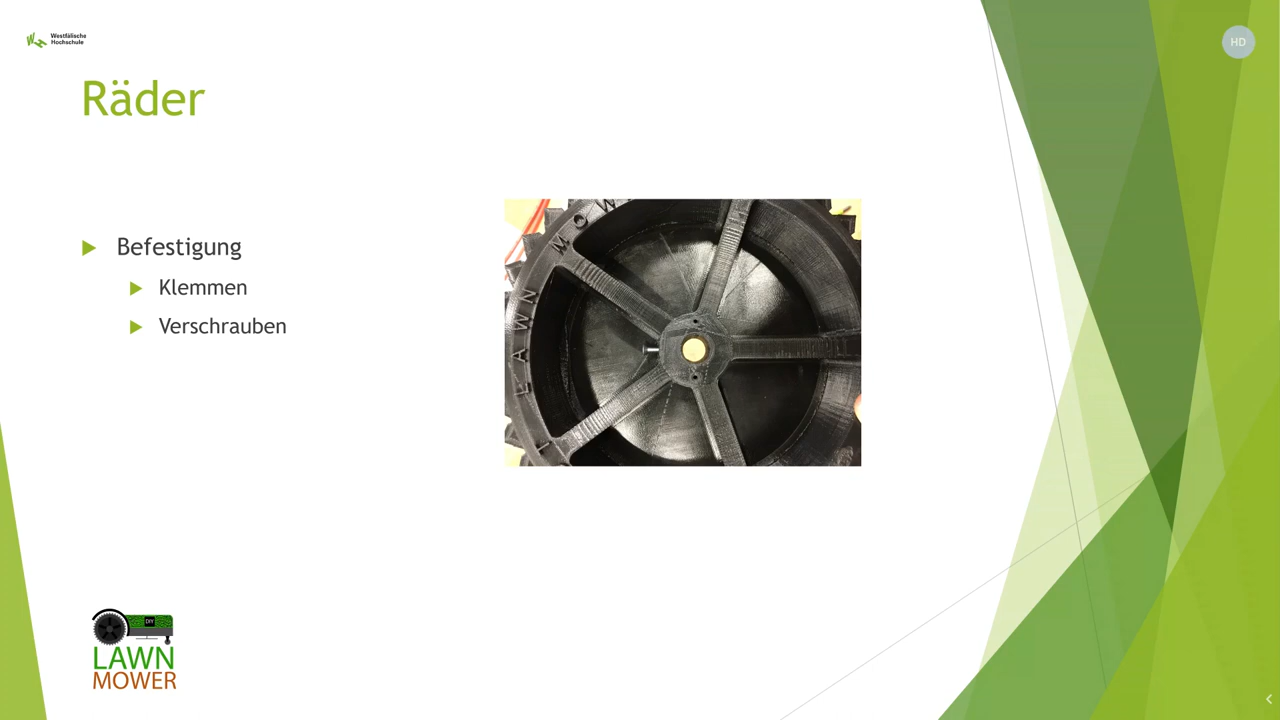 Westfälische
Hochschule
HD
Räder
Befestigung
Klemmen
Verschrauben
LAWN
MOW
DIY
LAWN
MOWER